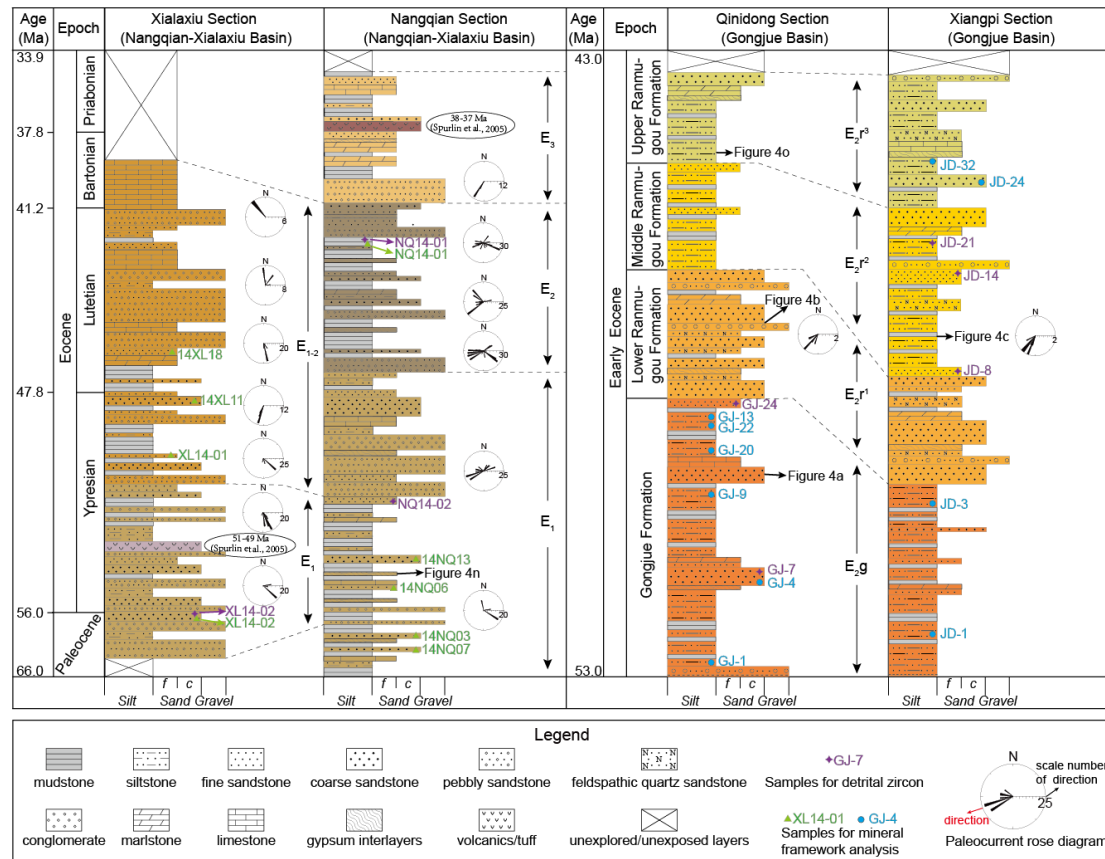 Age (Ma)
Epoch
Xialaxiu Section
(Nangqian-Xialaxiu Basin)
Nangqian Section
(Nangqian-Xialaxiu Basin)
Age (Ma)
Epoch
Qinidong Section
(Gongjue Basin)
Xiangpi Section
(Gongjue Basin)
33.9
37.8
41.2
47.8
56.0
66.0
Eocene
Paleocene
Priabonian
Bartonian
Lutetian
Ypresian
N
6
N
8
N
20
N
12
N
25
N
20
N
20
14XL18
14XL11
XL14-01
51-49 Ma
(Spurlin et al., 2005)
XL14-02
XL14-02
E1-2
E1
38-37 Ma
(Spurlin et al., 2005)
N
12
N
30
N
25
N
30
N
25
N
20
NQ14-01
NQ14-01
NQ14-02
14NQ13
Figure 4n
14NQ06
14NQ03
14NQ07
E3
E2
E1
43.0
53.0
Eaarly Eocene
Upper Ranmu-
gou Formation
Middle Ranmu-
gou Formation
Lower Ranmu-
gou Formation
Gongjue Formation
Figure 4o
Figure 4b
N
2
GJ-24
GJ-13
GJ-22
GJ-20
Figure 4a
GJ-9
GJ-7
GJ-4
GJ-1
E2r3
E2r2
E2r1
E2g
JD-32
JD-24
JD-21
JD-14
Figure 4c
N
2
JD-8
JD-3
JD-1
f c
Silt Sand Gravel
f c
Silt Sand Gravel
f c
Silt Sand Gravel
f c
Silt Sand Gravel
Legend
mudstone
siltstone
fine sandstone
coarse sandstone
pebbly sandstone
N N N N N
feldspathic quartz sandstone
GJ-7
Samples for detrital zircon
conglomerate
marlstone
limestone
gypsum interlayers
volcanics/tuff
unexplored/unexposed layers
XL14-01 GJ-4
Samples for mineral
framework analysis
N
scale number
of direction
25
direction
Paleocurrent rose diagram